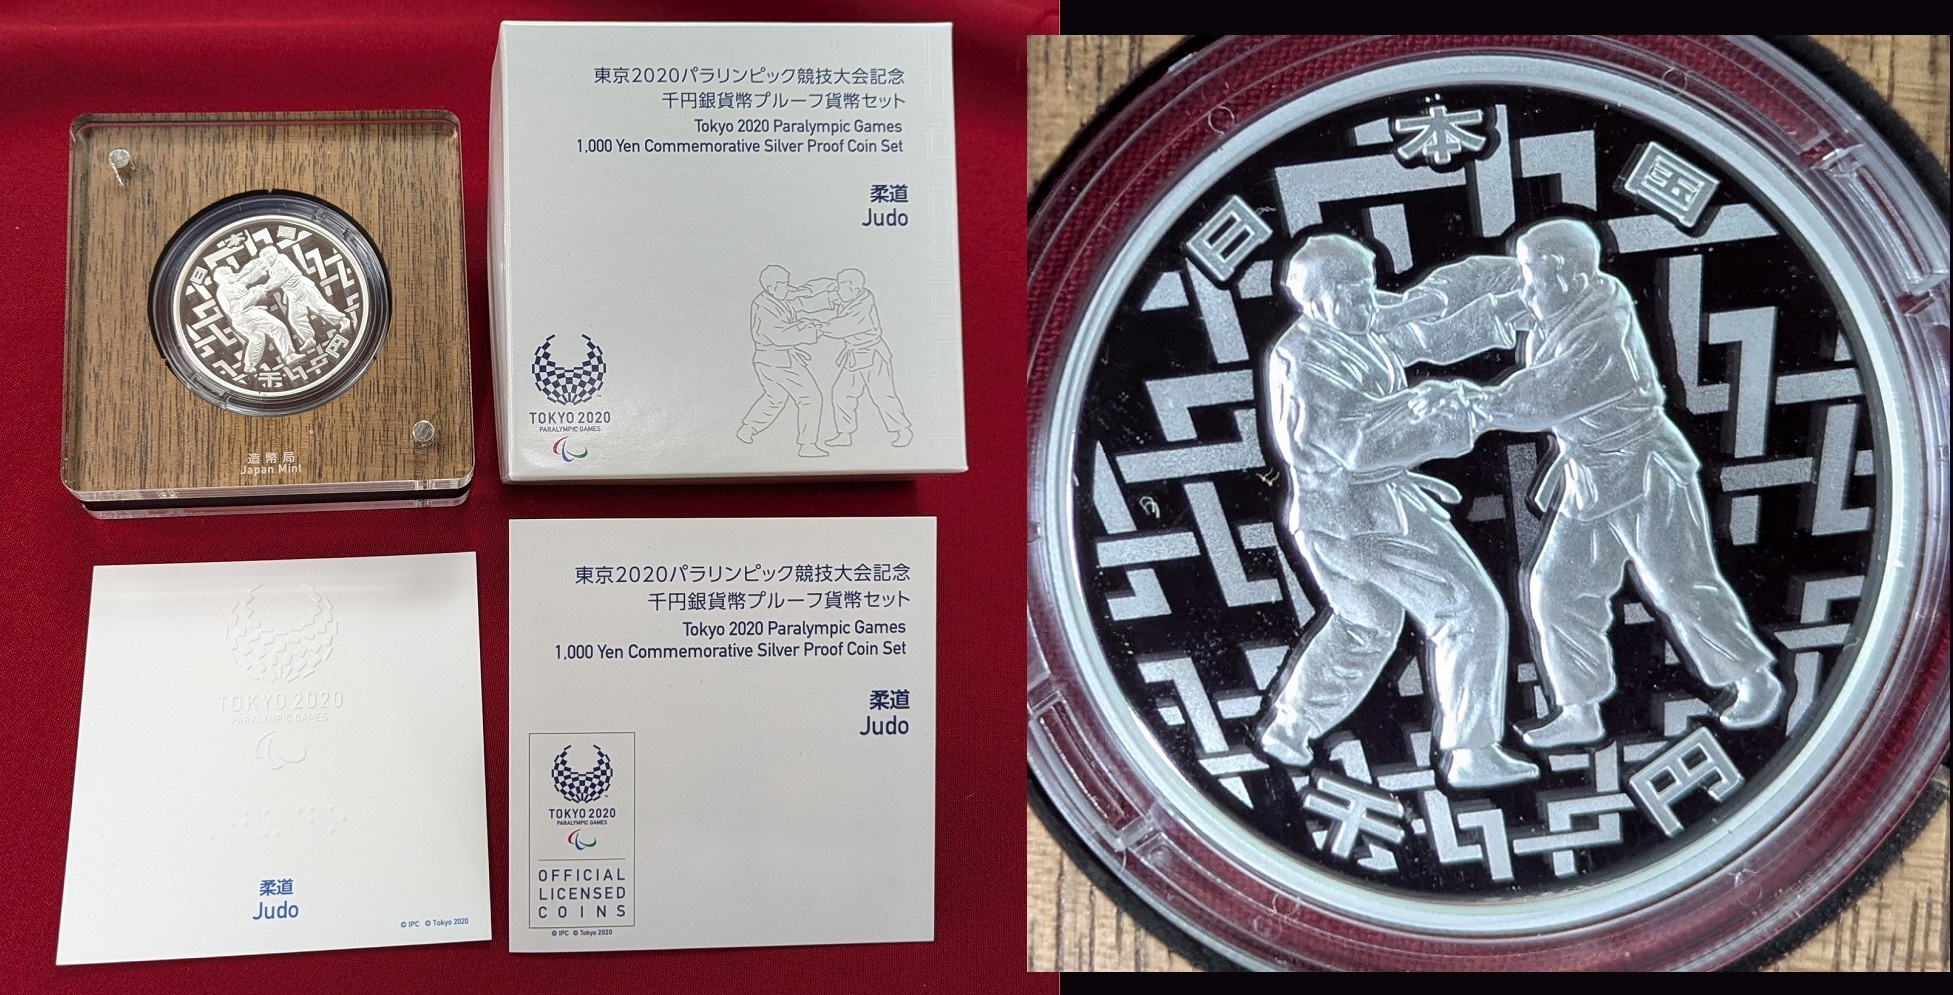 造幣局
Japan Mint
東京2020パラリンピック競技大会記念
千円銀貨幣プルーフ貨幣セット
Tokyo 2020 Paralympic Games
1,000 Yen Commemorative Silver Proof Coin Set
柔道
Judo
TOKYO 2020
PARALYMPIC GAMES
TOKYO 2020
PARALYMPIC GAMES
柔道
Judo
© IPC © Tokyo 2020
東京2020パラリンピック競技大会記念
千円銀貨幣プルーフ貨幣セット
Tokyo 2020 Paralympic Games
1,000 Yen Commemorative Silver Proof Coin Set
柔道
Judo
TOKYO 2020
PARALYMPIC GAMES
OFFICIAL
LICENSED
COINS
© IPC © Tokyo 2020
日本国
千円